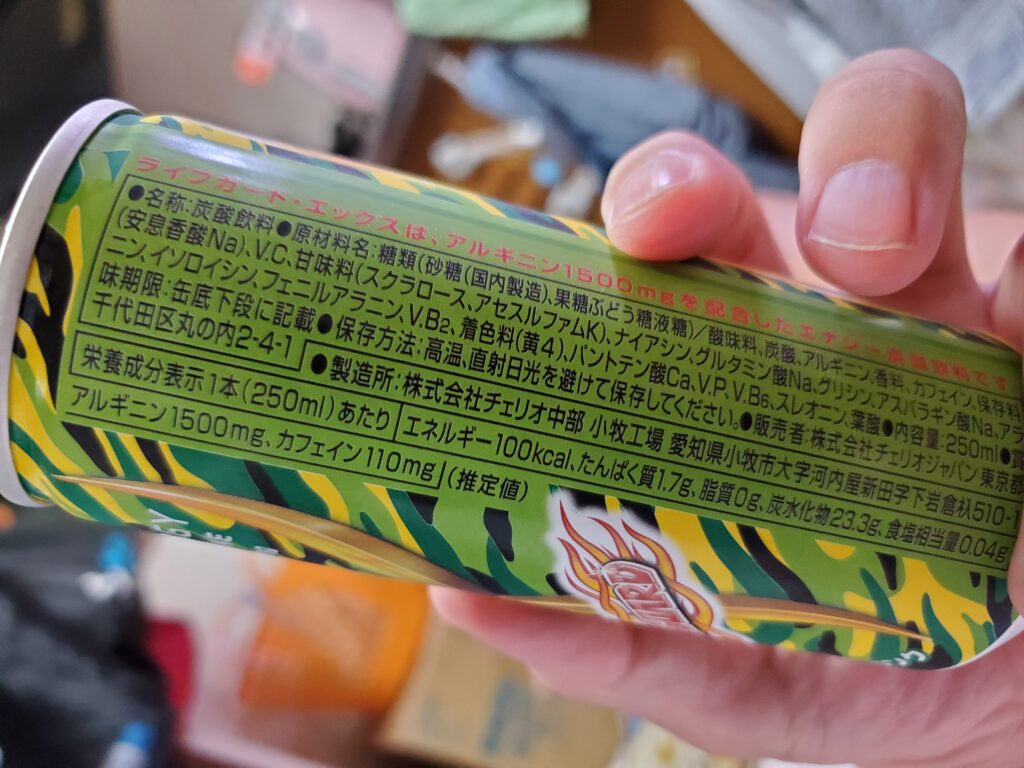 ライフガード・エックスは、アルギニン1500mgを配合したエナジー炭酸飲料です
●名称:炭酸飲料●原材料名:糖類(砂糖(国内製造)、果糖ぶどう糖液糖)/酸味料、炭酸、アルギニン、香料、カフェイン、保存料
(安息香酸Na)、V.C、甘味料(スクラロース、アセスルファムK)、ナイアシン、グルタミン酸Na、グリシン、アスパラギン酸Na、アラ
ニン、イソロイシン、フェニルアラニン、V.B2、着色料(黄4)、パントテン酸Ca、V.P、V.B6、スレオニン、葉酸●内容量:250ml●賞
味期限:缶底下段に記載●保存方法:高温、直射日光を避けて保存してください。●販売者:株式会社チェリオジャパン 東京都
千代田区丸の内2-4-1
●製造所:株式会社チェリオ中部 小牧工場 愛知県小牧市大字河内屋新田字下岩倉杁510-1
栄養成分表示1本(250ml)あたり
エネルギー100kcal、たんぱく質1.7g、脂質0g、炭水化物23.3g、食塩相当量0.04g
アルギニン1500mg、カフェイン110mg
(推定値)